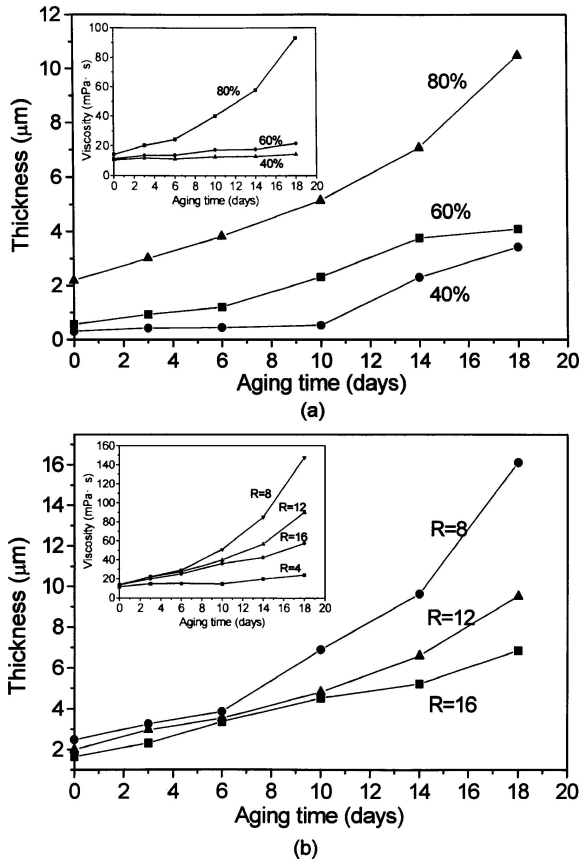 12
10
8
6
4
2
0
Thickness (μm)
100
80
60
40
20
0
Viscosity (mPa· s)
80%
60%
40%
0 2 4 6 8 10 12 14 16 18 20
Aging time (days)
80%
60%
40%
0 2 4 6 8 10 12 14 16 18 20
Aging time (days)
(a)
16
14
12
10
8
6
4
2
Thickness (μm)
160
140
120
100
80
60
40
20
0
Viscosity (mPa· s)
R=8
R=12
R=16
R=4
0 2 4 6 8 10 12 14 16 18 20
Aging time (days)
R=8
R=12
R=16
0 2 4 6 8 10 12 14 16 18 20
Aging time (days)
(b)